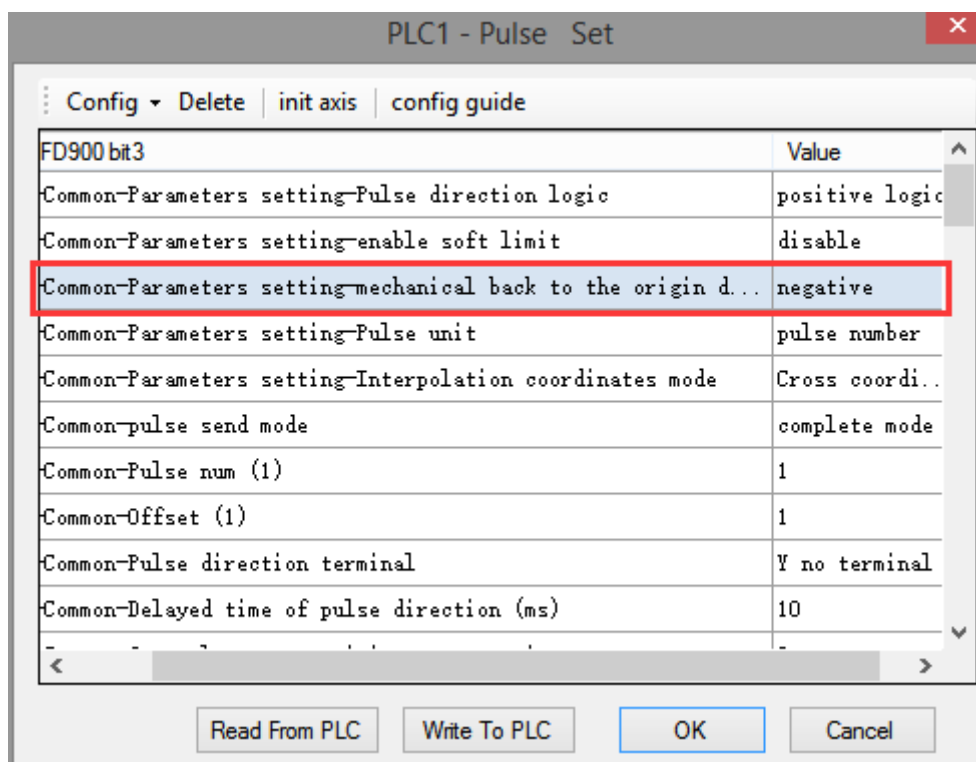 PLC1 - Pulse Set
Config Delete init axis config guide
FD900 bit3 Value
Common-Parameters setting-Pulse direction logic positive logic
Common-Parameters setting-enable soft limit disable
Common-Parameters setting-mechanical back to the origin d... negative
Common-Parameters setting-Pulse unit pulse number
Common-Parameters setting-Interpolation coordinates mode Cross coordi..
Common-pulse send mode complete mode
Common-Pulse num (1) 1
Common-Offset (1) 1
Common-Pulse direction terminal Y no terminal
Common-Delayed time of pulse direction (ms) 10
Read From PLC Write To PLC OK Cancel